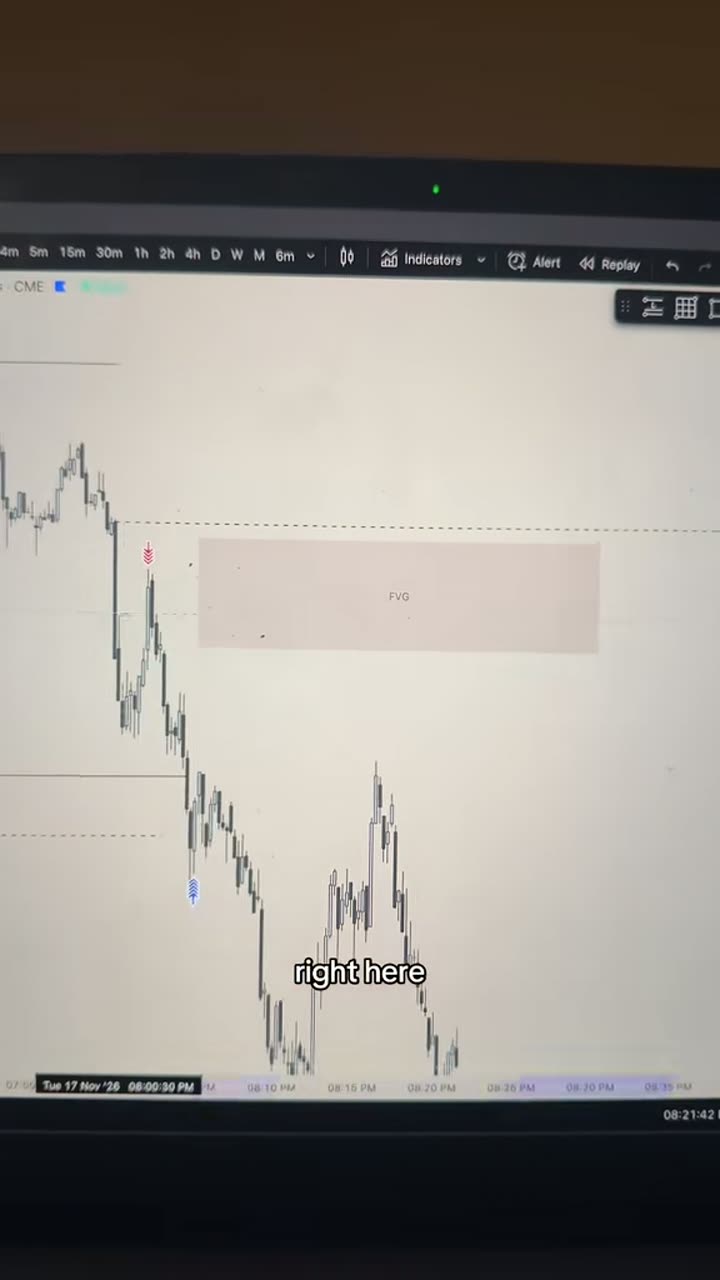 4m 5m 15m 30m 1h 2h 4h D W M 6m Indicators Alert Replay
CME
FVG
right here
Tue 17 Nov '26 08:00:30 PM 08:10 PM 08:15 PM 08:20 PM
08:21:42